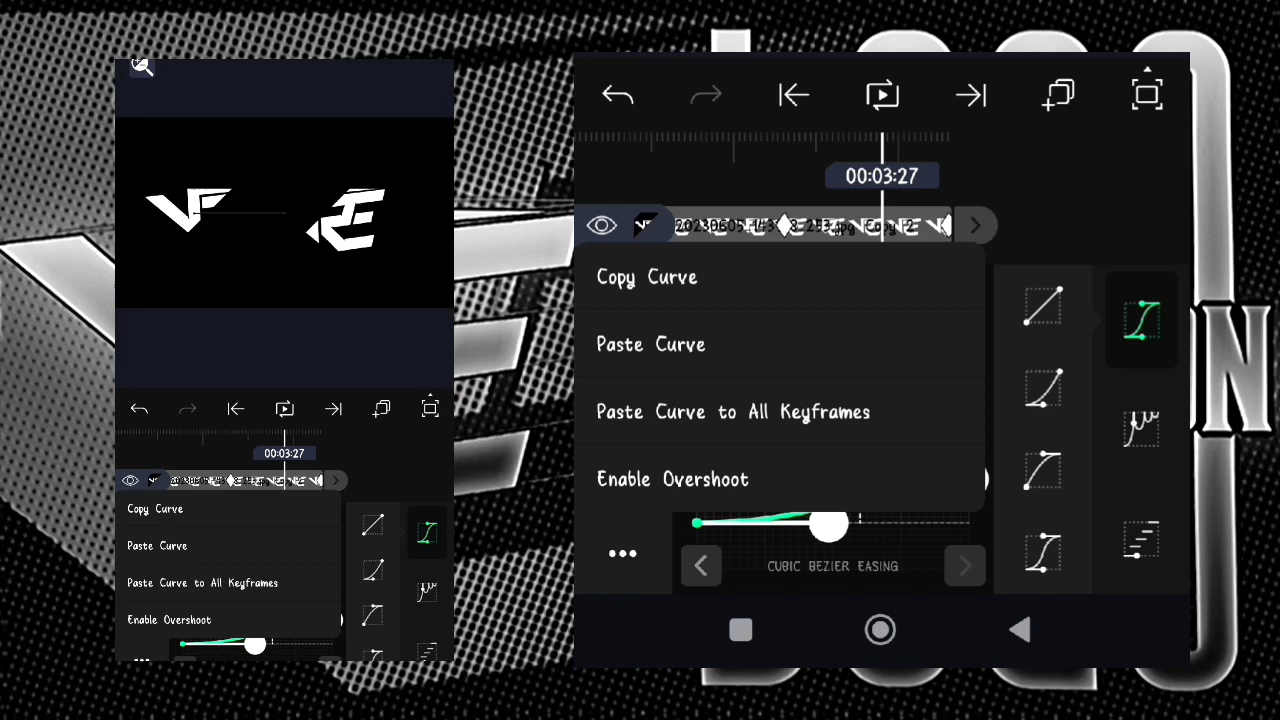 00:03:27
Copy Curve
Paste Curve
Paste Curve to All Keyframes
Enable Overshoot
00:03:27
Copy Curve
Paste Curve
Paste Curve to All Keyframes
Enable Overshoot
CUBIC BEZIER EASING